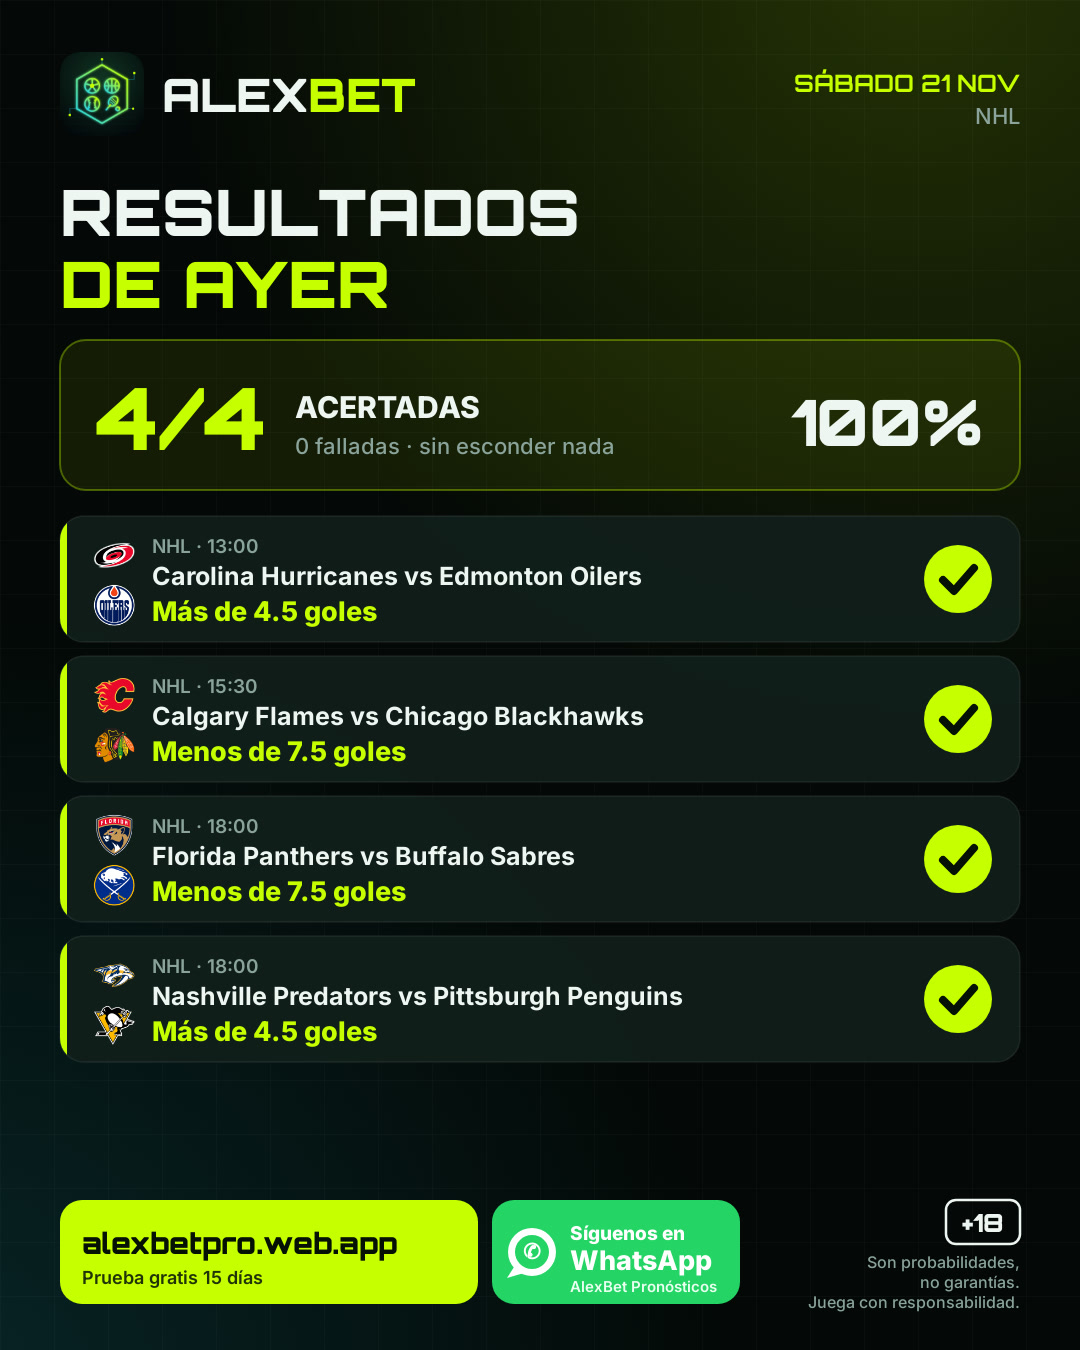 ALEXBET
SÁBADO 21 NOV
NHL
RESULTADOS
DE AYER
4/4
ACERTADAS
0 falladas · sin esconder nada
100%
NHL · 13:00
Carolina Hurricanes vs Edmonton Oilers
Más de 4.5 goles
OILERS
NHL · 15:30
Calgary Flames vs Chicago Blackhawks
Menos de 7.5 goles
FLORIDA
NHL · 18:00
Florida Panthers vs Buffalo Sabres
Menos de 7.5 goles
NHL · 18:00
Nashville Predators vs Pittsburgh Penguins
Más de 4.5 goles
alexbetpro.web.app
Prueba gratis 15 días
Síguenos en
WhatsApp
AlexBet Pronósticos
+18
Son probabilidades,
no garantías.
Juega con responsabilidad.